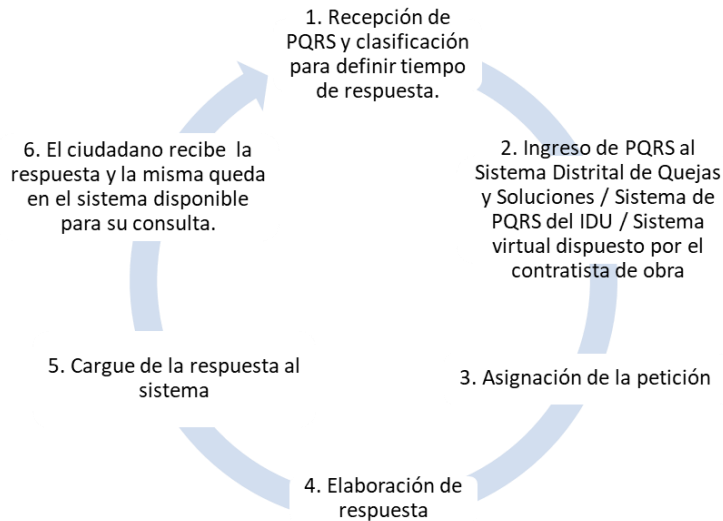 1. Recepción de
PQRS y clasificación
para definir tiempo
de respuesta.
2. Ingreso de PQRS al
Sistema Distrital de Quejas
y Soluciones / Sistema de
PQRS del IDU / Sistema
virtual dispuesto por el
contratista de obra
3. Asignación de la petición
4. Elaboración de
respuesta
5. Cargue de la respuesta al
sistema
6. El ciudadano recibe la
respuesta y la misma queda
en el sistema disponible
para su consulta.